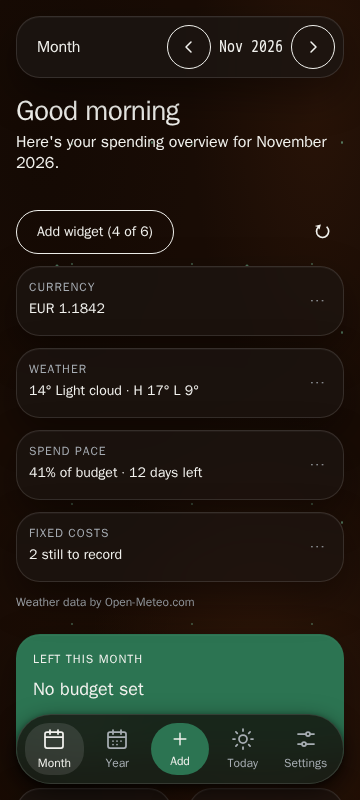 Month
Nov 2026
Good morning
Here's your spending overview for November
2026.
Add widget (4 of 6)
CURRENCY
EUR 1.1842
WEATHER
14° Light cloud · H 17° L 9°
SPEND PACE
41% of budget · 12 days left
FIXED COSTS
2 still to record
Weather data by Open-Meteo.com
LEFT THIS MONTH
No budget set
Month
Year
Add
Today
Settings